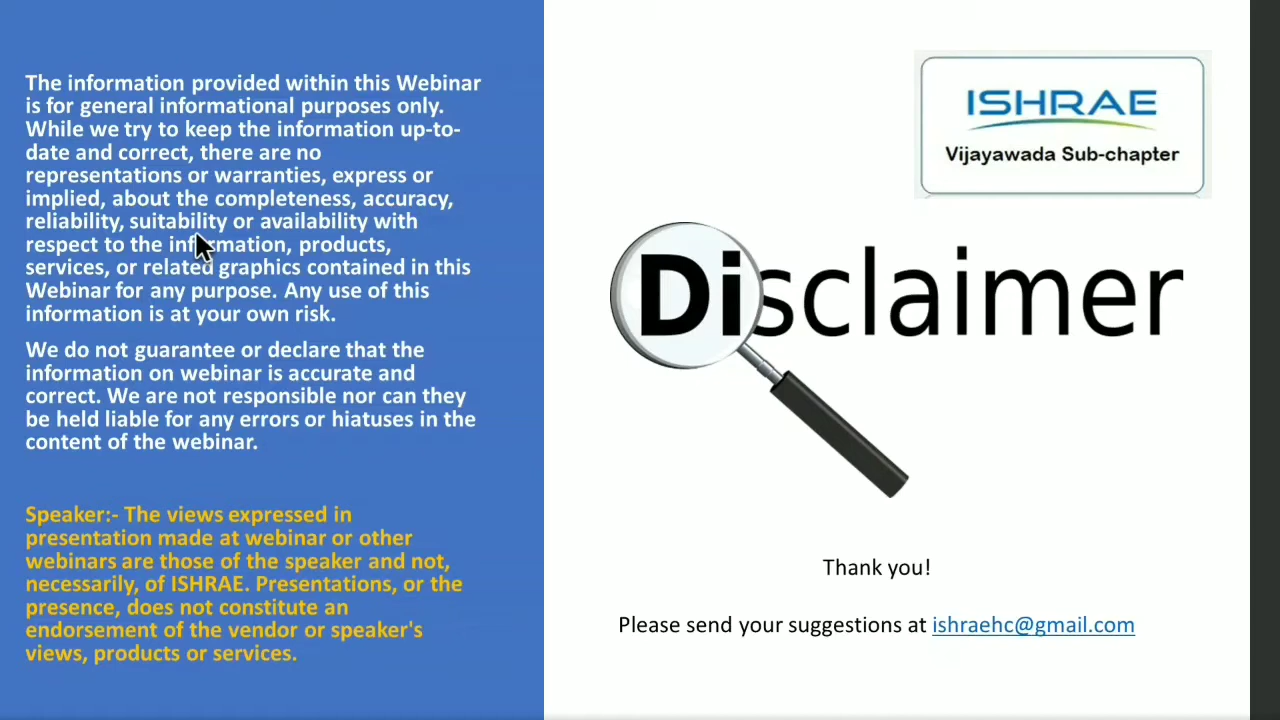 The information provided within this Webinar
is for general informational purposes only.
While we try to keep the information up-to-
date and correct, there are no
representations or warranties, express or
implied, about the completeness, accuracy,
reliability, suitability or availability with
respect to the information, products,
services, or related graphics contained in this
Webinar for any purpose. Any use of this
information is at your own risk.
We do not guarantee or declare that the
information on webinar is accurate and
correct. We are not responsible nor can they
be held liable for any errors or hiatuses in the
content of the webinar.
Speaker:- The views expressed in
presentation made at webinar or other
webinars are those of the speaker and not,
necessarily, of ISHRAE. Presentations, or the
presence, does not constitute an
endorsement of the vendor or speaker's
views, products or services.
ISHRAE
Vijayawada Sub-chapter
Disclaimer
Thank you!
Please send your suggestions at ishraehc@gmail.com